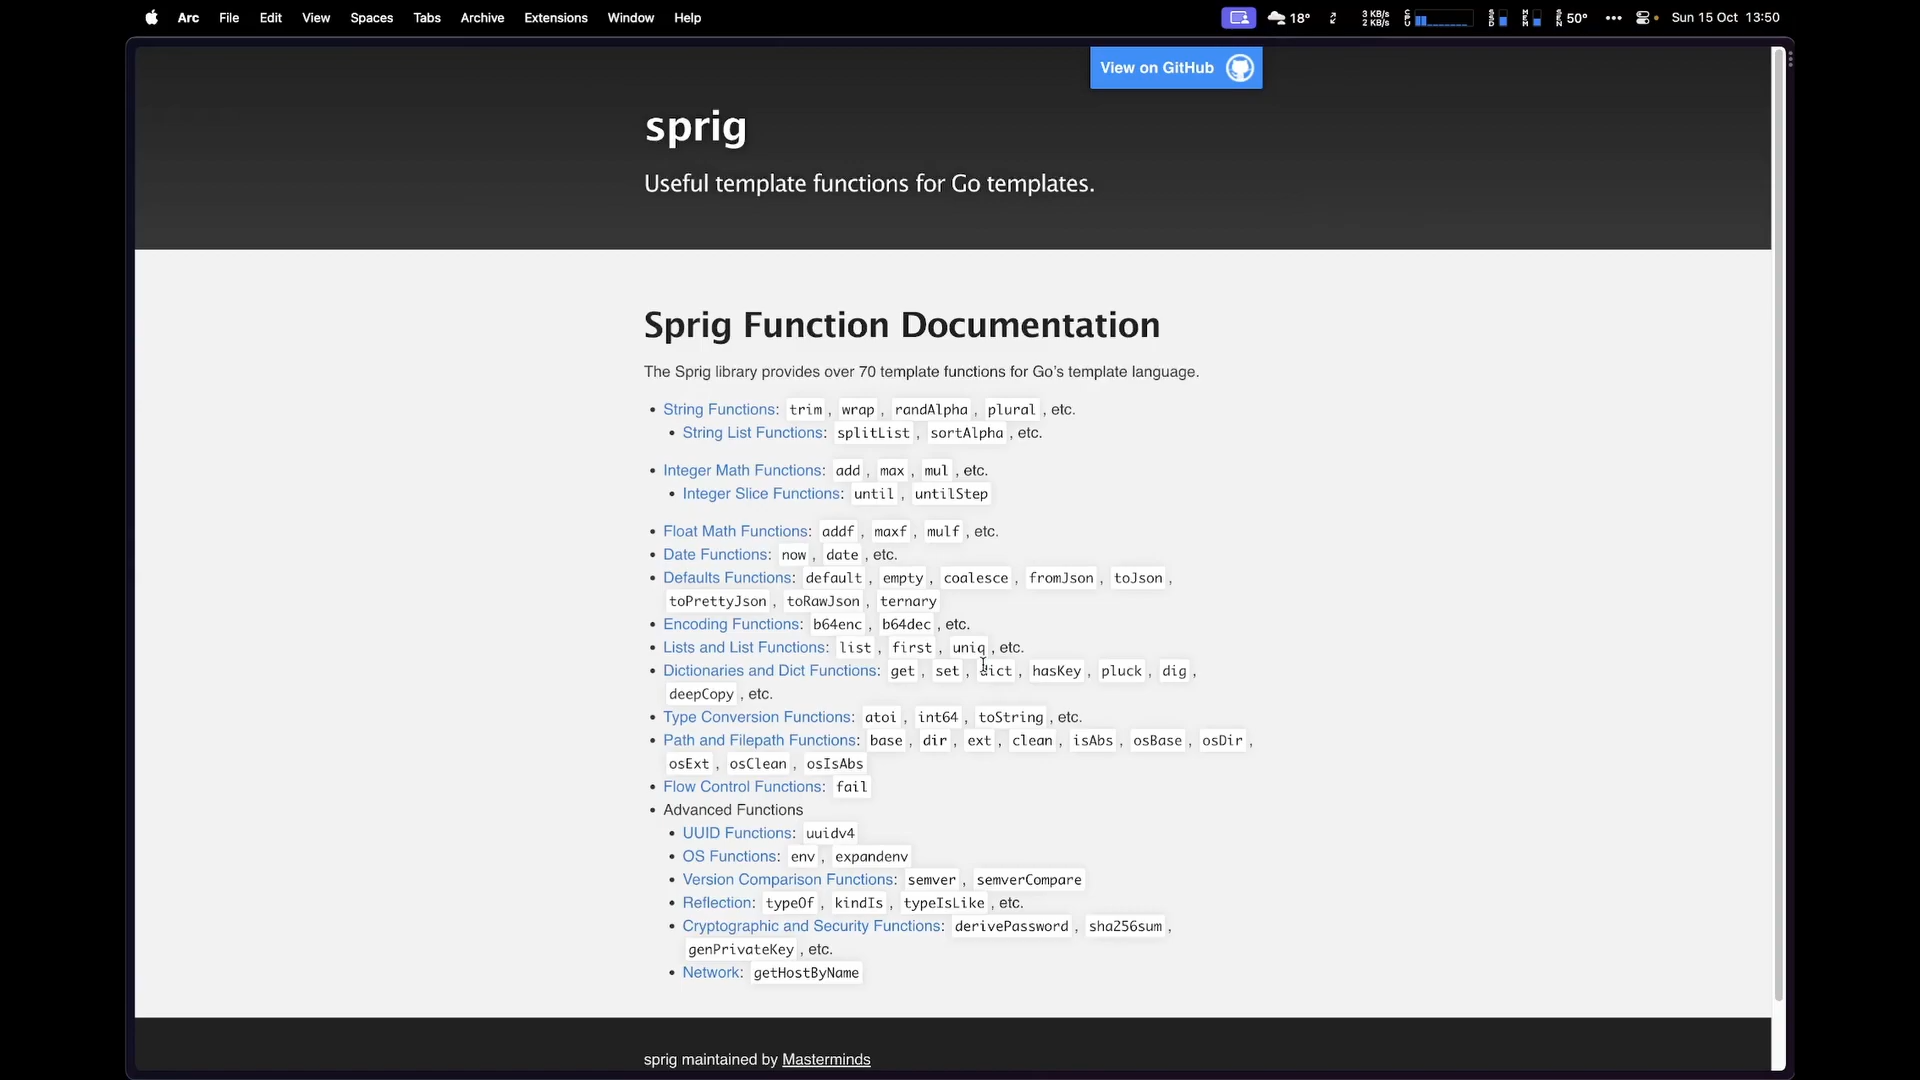 Arc File Edit View Spaces Tabs Archive Extensions Window Help 18° 3 KB/s 2 KB/s CPU SSD MEM SEN 50° ••• Sun 15 Oct 13:50
View on GitHub
sprig
Useful template functions for Go templates.
Sprig Function Documentation
The Sprig library provides over 70 template functions for Go’s template language.
• String Functions: trim , wrap , randAlpha , plural , etc.
• String List Functions: splitList , sortAlpha , etc.
• Integer Math Functions: add , max , mul , etc.
• Integer Slice Functions: until , untilStep
• Float Math Functions: addf , maxf , mulf , etc.
• Date Functions: now , date , etc.
• Defaults Functions: default , empty , coalesce , fromJson , toJson ,
toPrettyJson , toRawJson , ternary
• Encoding Functions: b64enc , b64dec , etc.
• Lists and List Functions: list , first , uniq , etc.
• Dictionaries and Dict Functions: get , set , dict , hasKey , pluck , dig ,
deepCopy , etc.
• Type Conversion Functions: atoi , int64 , toString , etc.
• Path and Filepath Functions: base , dir , ext , clean , isAbs , osBase , osDir ,
osExt , osClean , osIsAbs
• Flow Control Functions: fail
• Advanced Functions
• UUID Functions: uuidv4
• OS Functions: env , expandenv
• Version Comparison Functions: semver , semverCompare
• Reflection: typeOf , kindIs , typeIsLike , etc.
• Cryptographic and Security Functions: derivePassword , sha256sum ,
genPrivateKey , etc.
• Network: getHostByName
sprig maintained by Masterminds